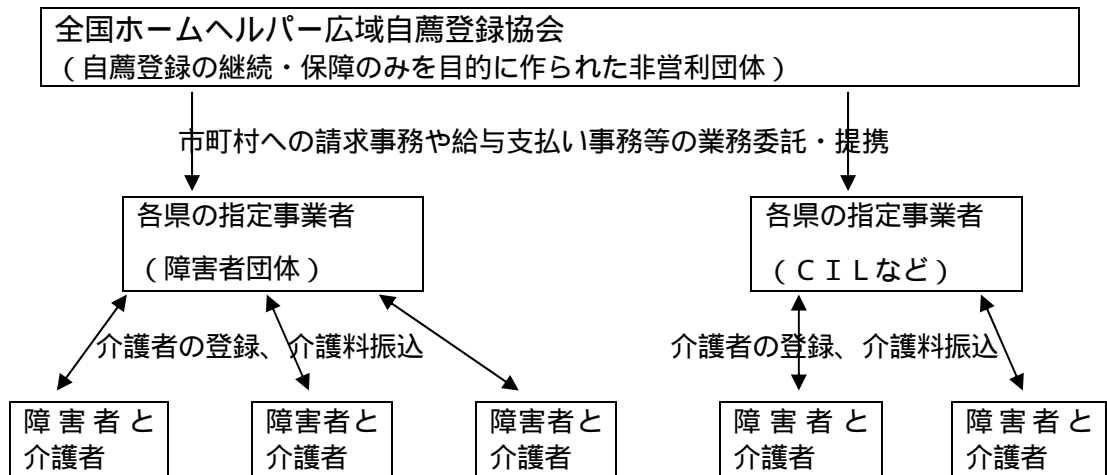 全国ホームヘルパー広域自薦登録協会
（自薦登録の継続・保障のみを目的に作られた非営利団体）
市町村への請求事務や給与支払い事務等の業務委託・提携
各県の指定事業者
（障害者団体）
各県の指定事業者
（ＣＩＬなど）
介護者の登録、介護料振込
介護者の登録、介護料振込
障害者と
介護者
障害者と
介護者
障害者と
介護者
障害者と
介護者
障害者と
介護者